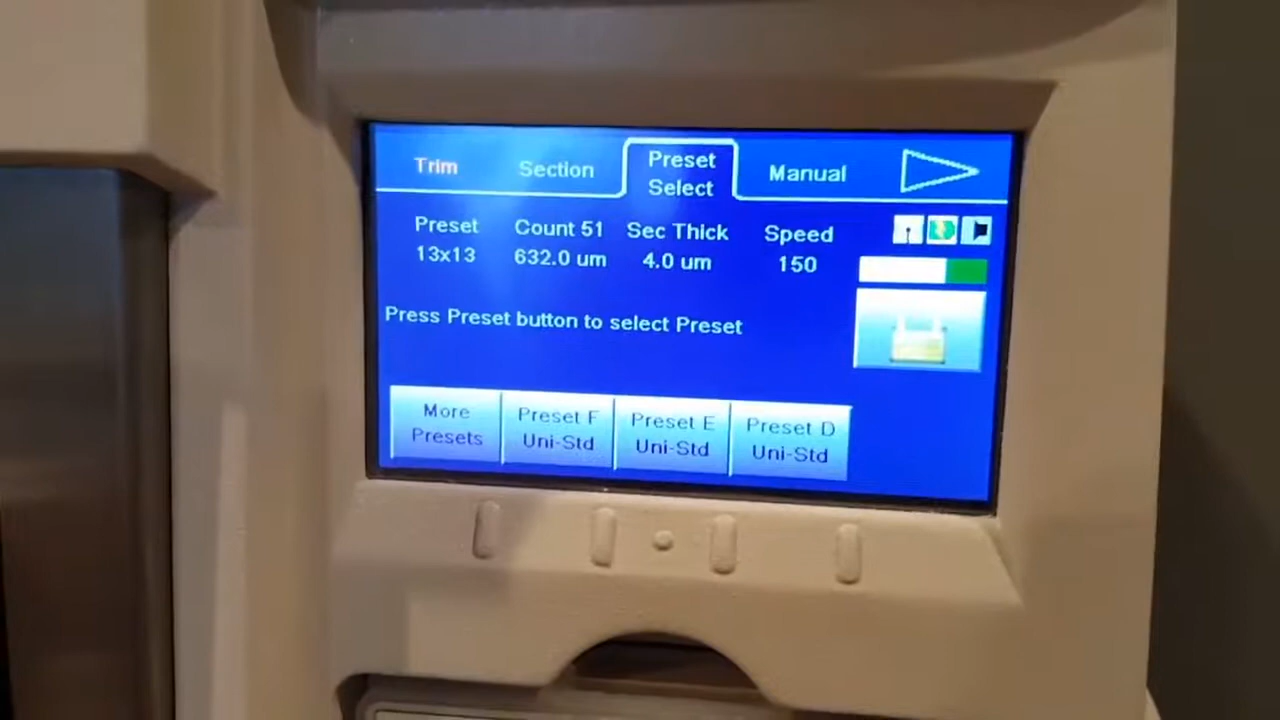 Trim Section Preset Select Manual
Preset Count 51 Sec Thick Speed
13x13 632.0 um 4.0 um 150
Press Preset button to select Preset
More Presets
Preset F Uni-Std
Preset E Uni-Std
Preset D Uni-Std